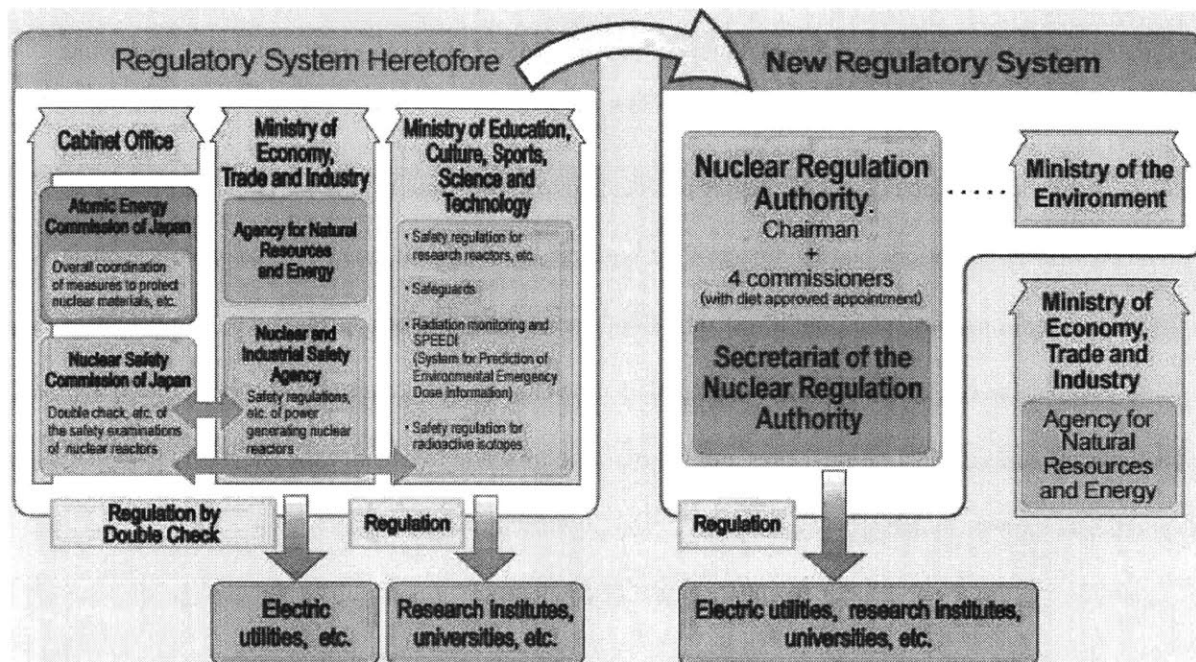 Regulatory System Heretofore
Cabinet Office
Atomic Energy
Commission of Japan
Overall coordination
of measures to protect
nuclear materials, etc.
Nuclear Safety
Commission of Japan
Double check, etc. of
the safety examinations
of nuclear reactors
Ministry of
Economy,
Trade and Industry
Agency for Natural
Resources
and Energy
Nuclear and
Industrial Safety
Agency
Safety regulations,
etc. of power
generating nuclear
reactors
Ministry of Education,
Culture, Sports,
Science and
Technology
• Safety regulation for
research reactors, etc.
• Safeguards
• Radiation monitoring and
SPEEDI
(System for Prediction of
Environmental Emergency
Dose Information)
• Safety regulation for
radioactive isotopes
Regulation by
Double Check
Regulation
Electric
utilities, etc.
Research institutes,
universities, etc.
New Regulatory System
Nuclear Regulation
Authority.
Chairman
+
4 commissioners
(with diet approved appointment)
Secretariat of the
Nuclear Regulation
Authority
Ministry of the
Environment
Ministry of
Economy,
Trade and
Industry
Agency for
Natural
Resources
and Energy
Regulation
Electric utilities, research institutes,
universities, etc.